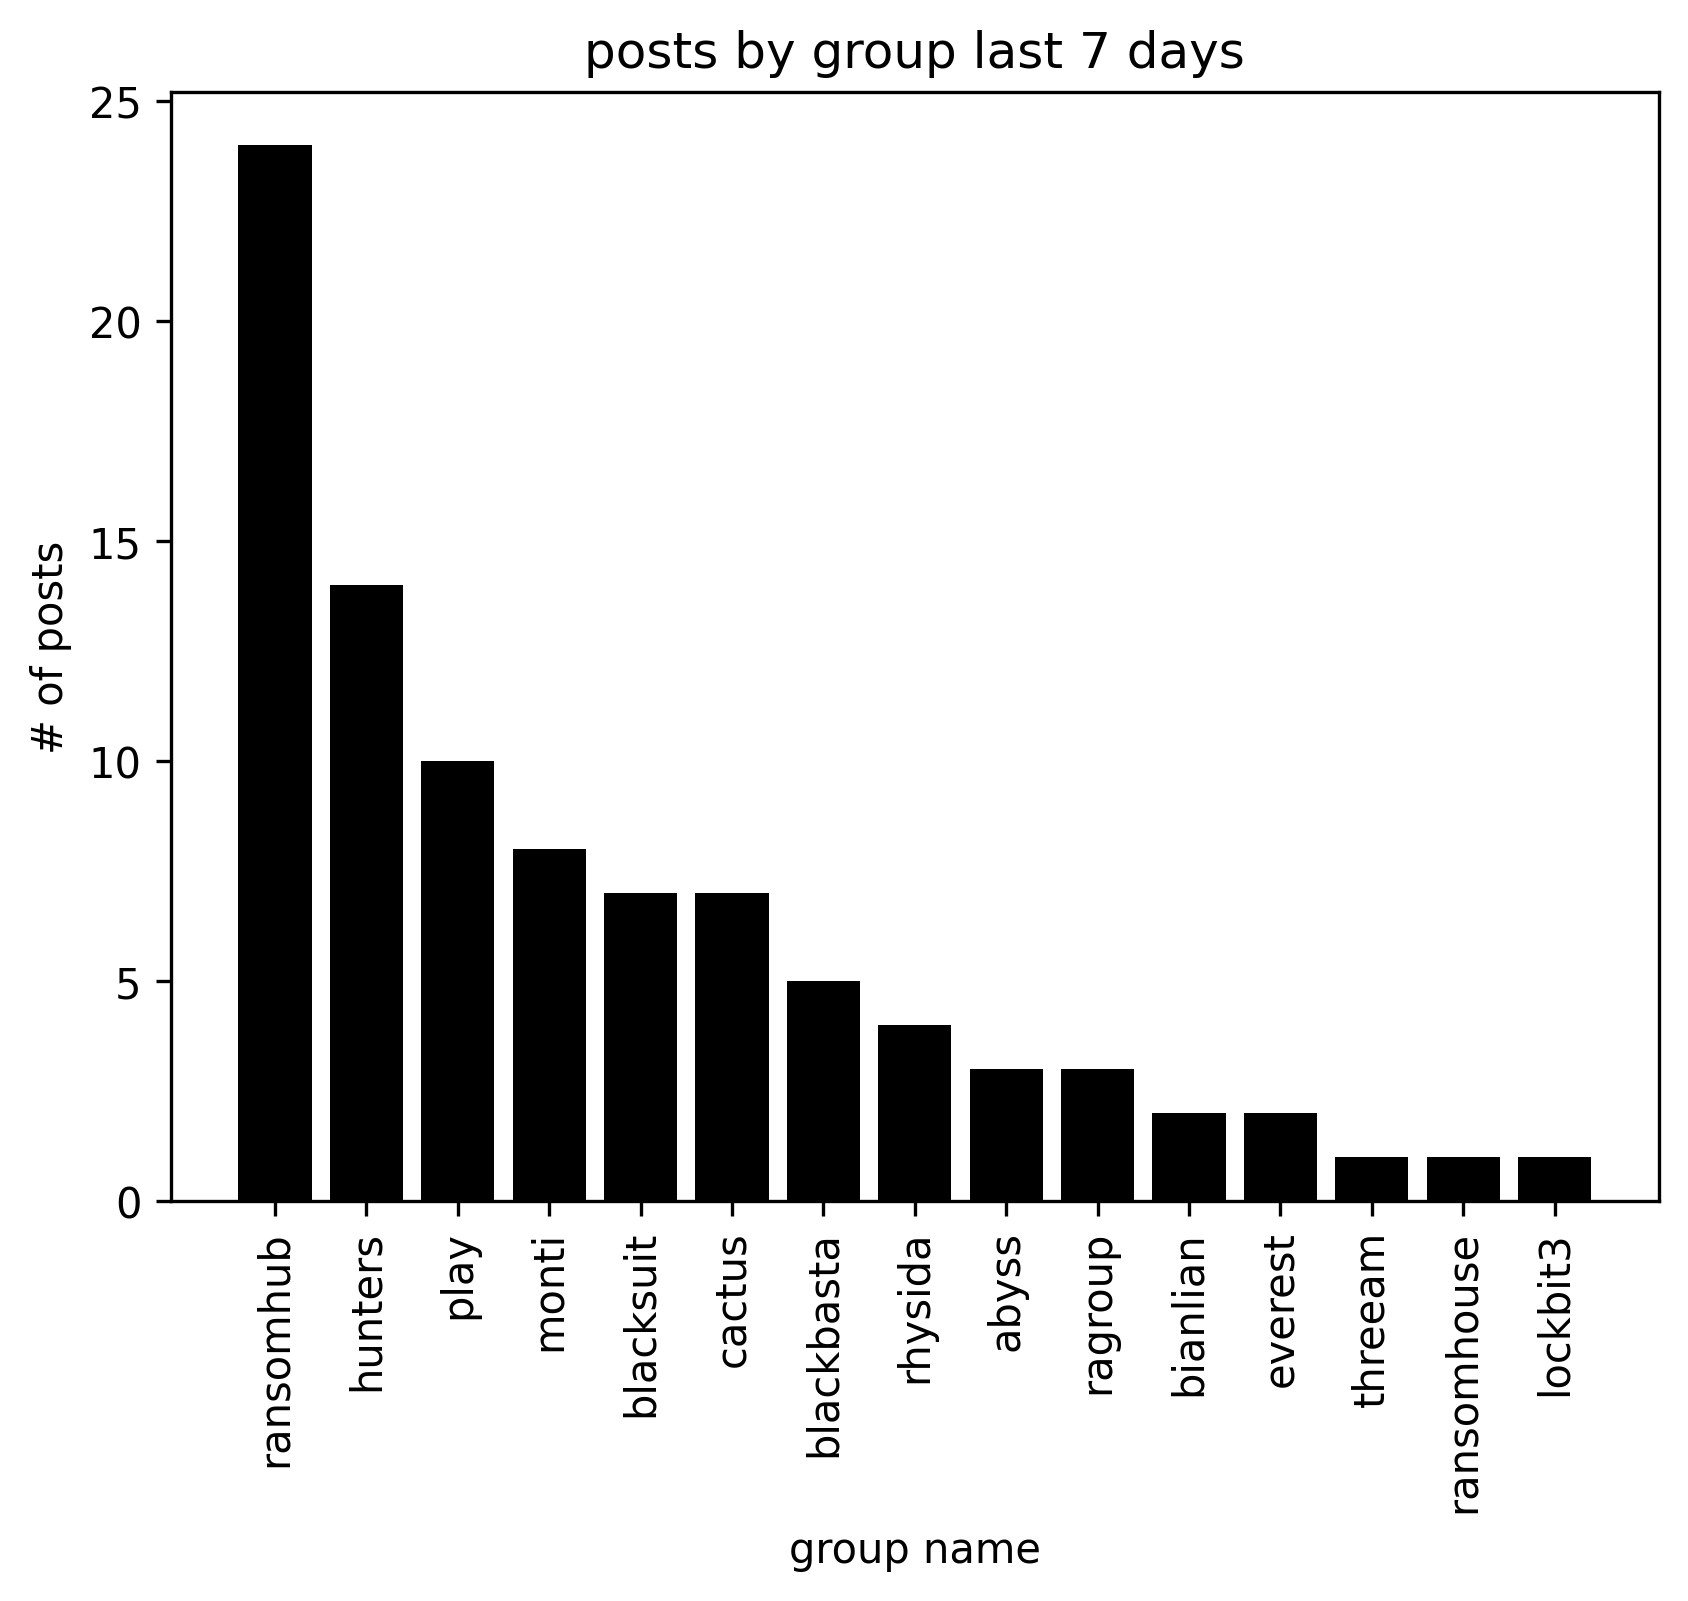 posts by group last 7 days
25
20
15
10
5
0
# of posts
ransomhub
hunters
play
monti
blacksuit
cactus
blackbasta
rhysida
abyss
ragroup
bianlian
everest
threeam
ransomhouse
lockbit3
group name